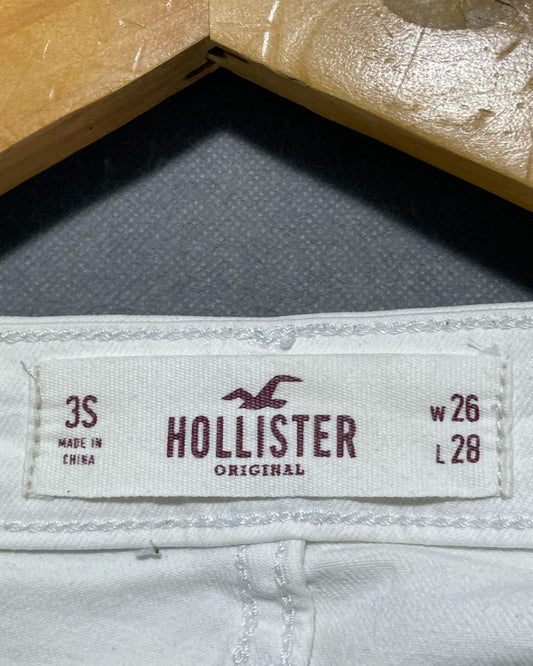 3S
MADE IN
CHINA
HOLLISTER
ORIGINAL
W 26
L 28